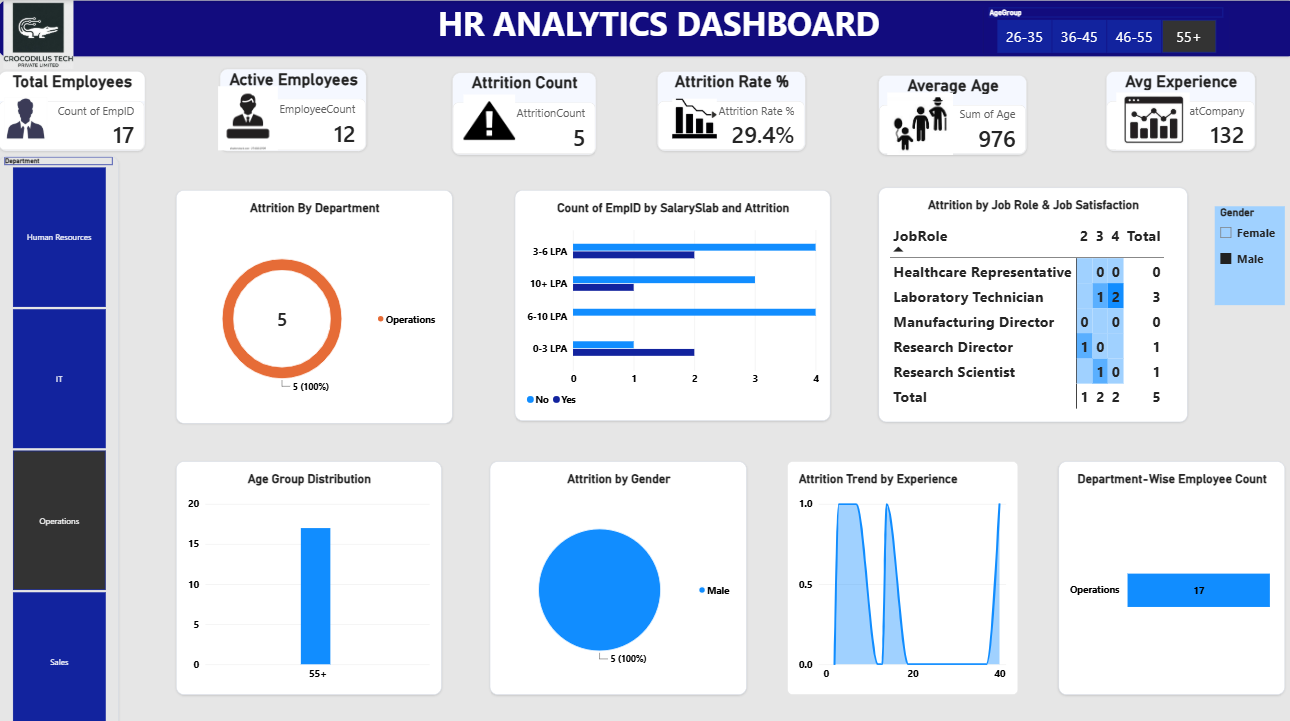 CROCODILUS TECH
PRIVATE LIMITED
HR ANALYTICS DASHBOARD
AgeGroup
26-35 36-45 46-55 55+
Total Employees
Count of EmpID
17
Active Employees
EmployeeCount
12
Attrition Count
AttritionCount
5
Attrition Rate %
Attrition Rate %
29.4%
Average Age
Sum of Age
976
Avg Experience
atCompany
132
Department
Human Resources
IT
Operations
Sales
Attrition By Department
5
Operations
5 (100%)
Count of EmpID by SalarySlab and Attrition
3-6 LPA
10+ LPA
6-10 LPA
0-3 LPA
0 1 2 3 4
No Yes
Attrition by Job Role & Job Satisfaction
JobRole 2 3 4 Total
Healthcare Representative 0 0 0
Laboratory Technician 1 2 3
Manufacturing Director 0 0 0
Research Director 1 0 1
Research Scientist 1 0 1
Total 1 2 2 5
Gender
Female
Male
Age Group Distribution
20
15
10
5
0
55+
Attrition by Gender
Male
5 (100%)
Attrition Trend by Experience
1.0
0.5
0.0
0 20 40
Department-Wise Employee Count
Operations 17